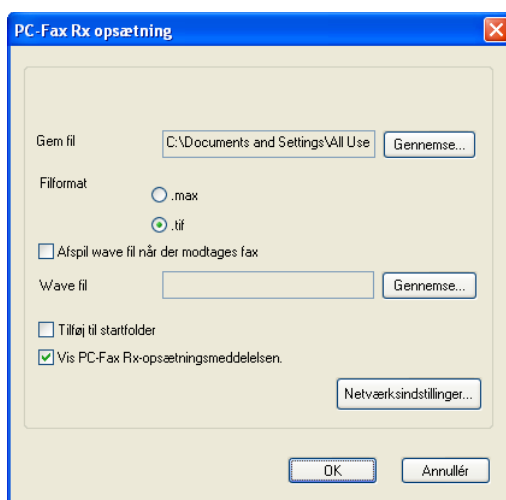 PC-Fax Rx opsætning
Gem fil C:\Documents and Settings\All Use Gennemse...
Filformat
.max
.tif
Afspil wave fil når der modtages fax
Wave fil Gennemse...
Tilføj til startfolder
Vis PC-Fax Rx-opsætningsmeddelelsen.
Netværksindstillinger...
OK Annullér